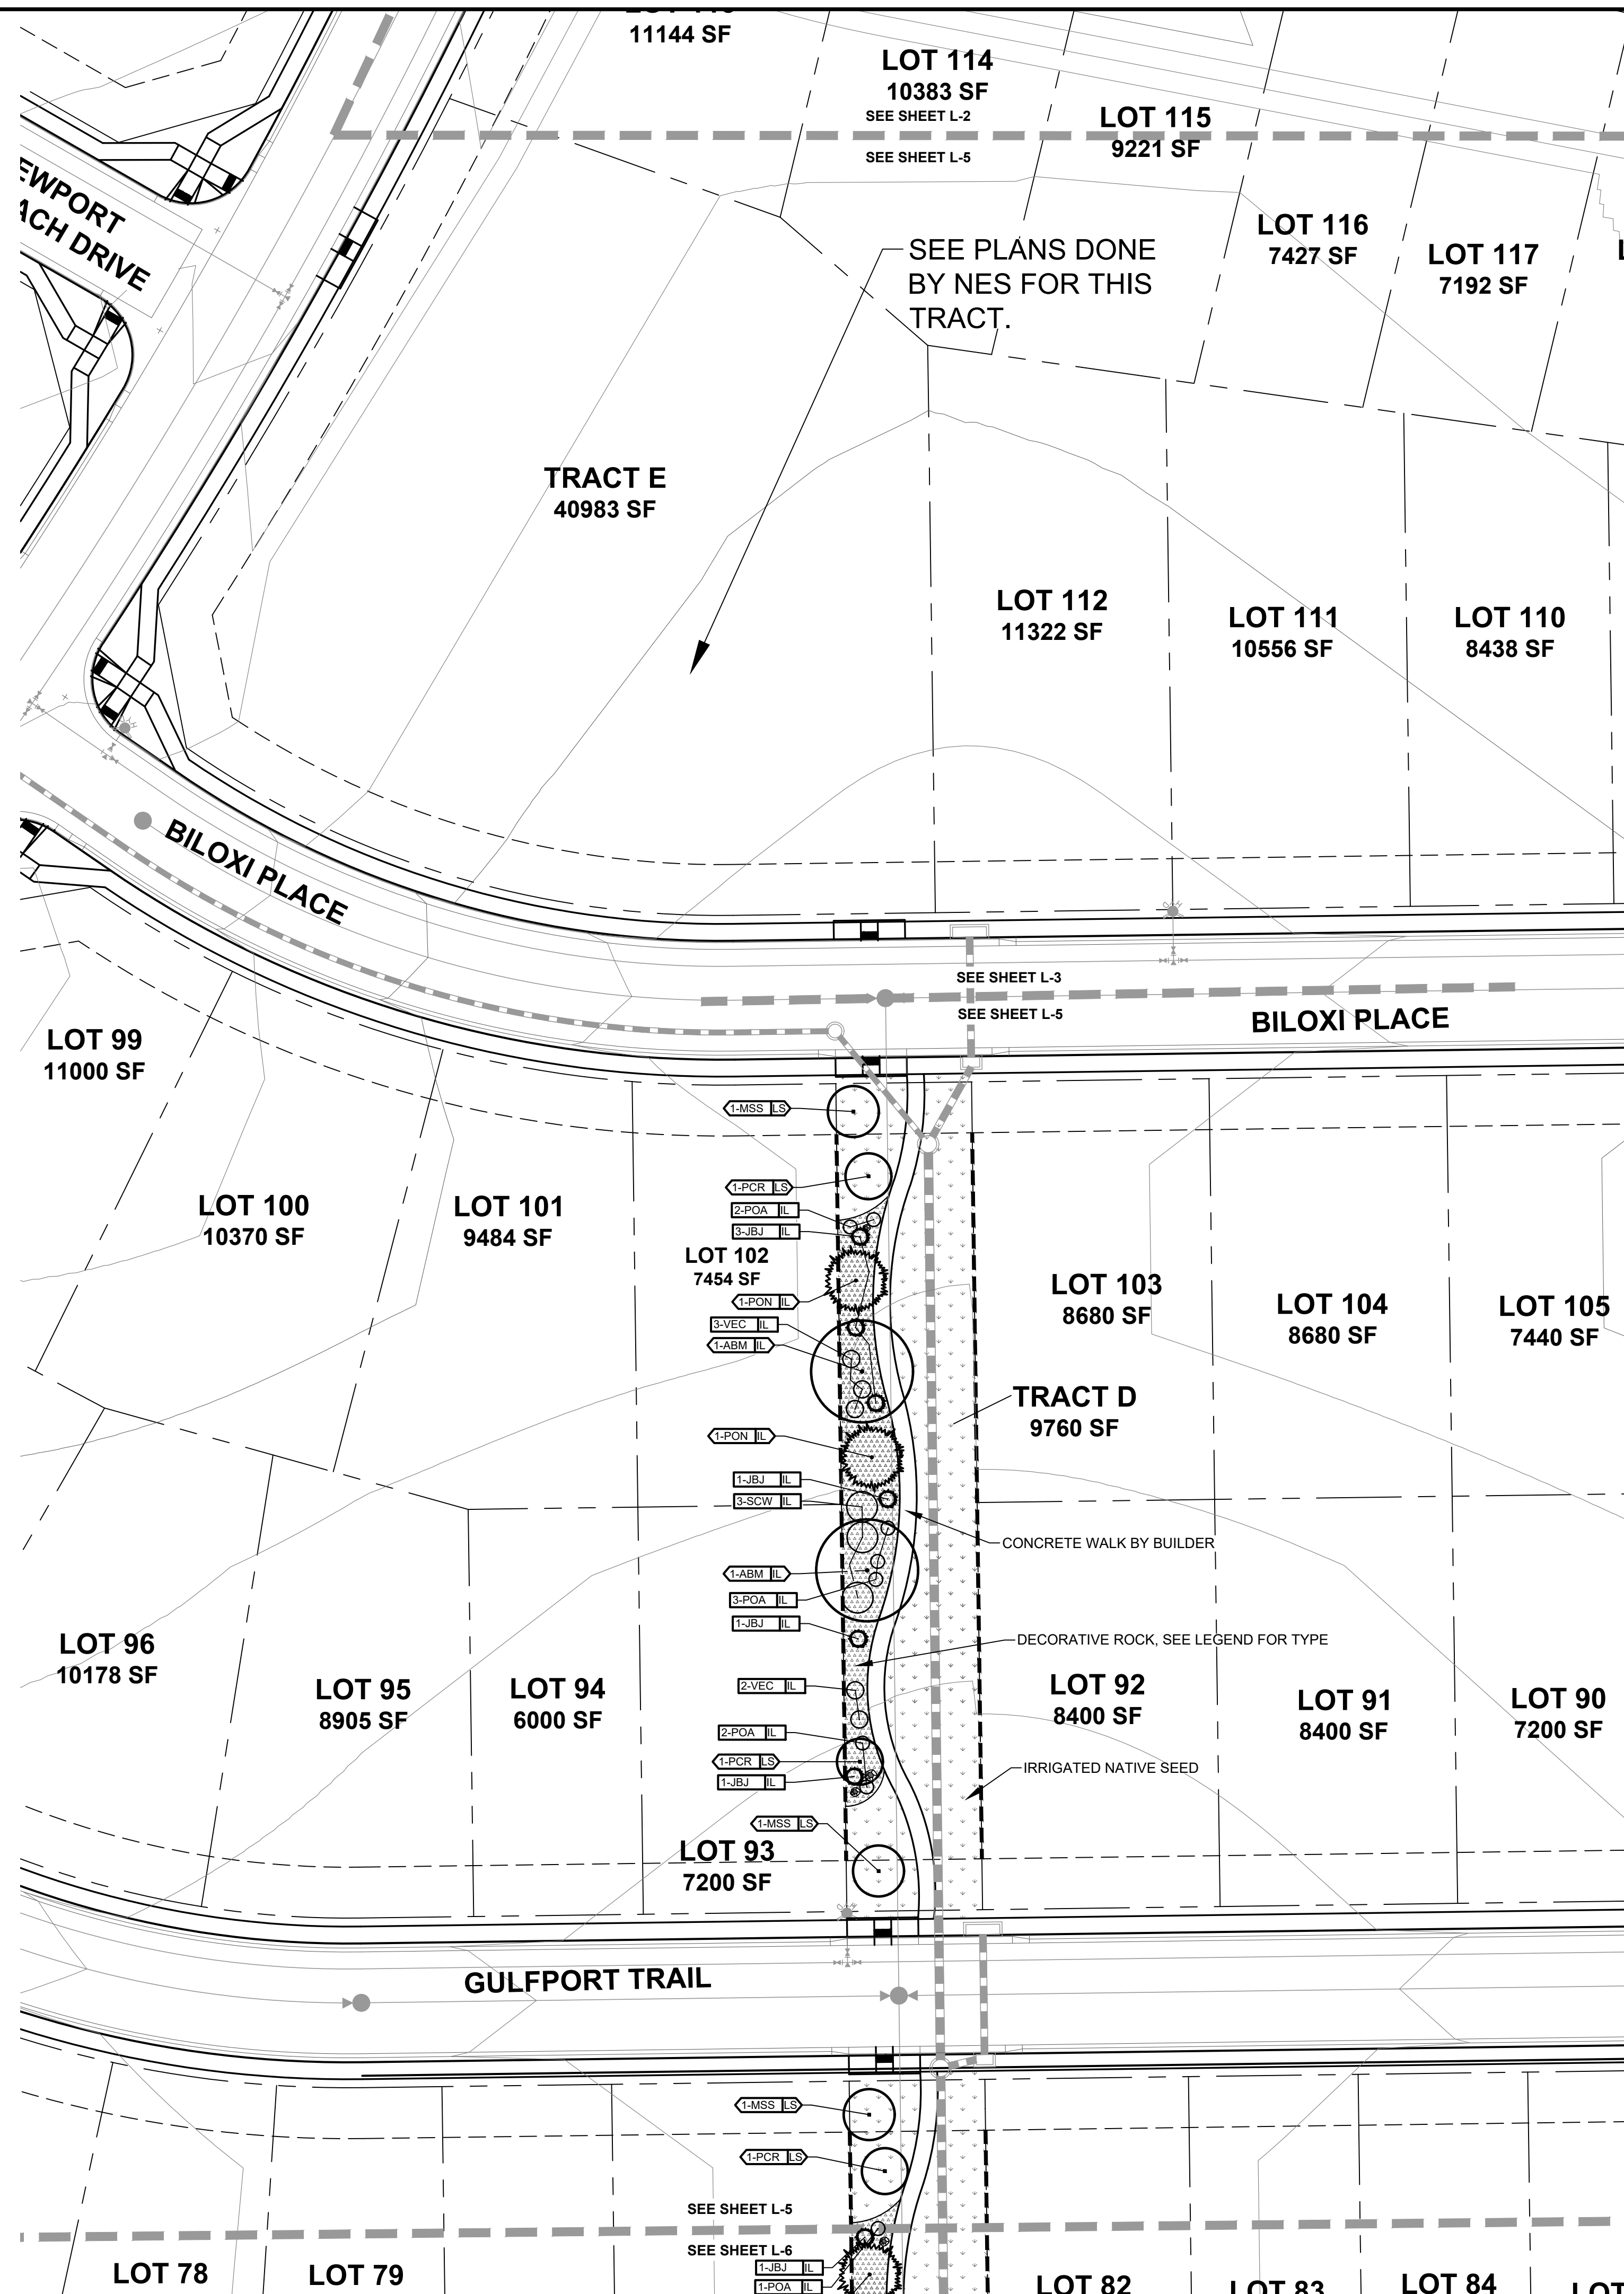 11144 SF
LOT 114
10383 SF
SEE SHEET L-2
SEE SHEET L-5
LOT 115
9221 SF
LOT 116
7427 SF
LOT 117
7192 SF
EWPORT
ACH DRIVE
SEE PLANS DONE
BY NES FOR THIS
TRACT.
TRACT E
40983 SF
LOT 112
11322 SF
LOT 111
10556 SF
LOT 110
8438 SF
BILOXI PLACE
SEE SHEET L-3
SEE SHEET L-5
BILOXI PLACE
LOT 99
11000 SF
1-MSS LS
1-PCR LS
2-POA IL
3-JBJ IL
LOT 100
10370 SF
LOT 101
9484 SF
LOT 102
7454 SF
1-PON IL
3-VEC IL
1-ABM IL
LOT 103
8680 SF
LOT 104
8680 SF
LOT 105
7440 SF
TRACT D
9760 SF
1-PON IL
1-JBJ IL
3-SCW IL
CONCRETE WALK BY BUILDER
1-ABM IL
3-POA IL
1-JBJ IL
DECORATIVE ROCK, SEE LEGEND FOR TYPE
LOT 96
10178 SF
LOT 95
8905 SF
LOT 94
6000 SF
2-VEC IL
2-POA IL
1-PCR LS
1-JBJ IL
LOT 92
8400 SF
LOT 91
8400 SF
LOT 90
7200 SF
IRRIGATED NATIVE SEED
1-MSS LS
LOT 93
7200 SF
GULFPORT TRAIL
1-MSS LS
1-PCR LS
SEE SHEET L-5
SEE SHEET L-6
1-JBJ IL
1-POA IL
LOT 78
LOT 79
LOT 82
LOT 83
LOT 84